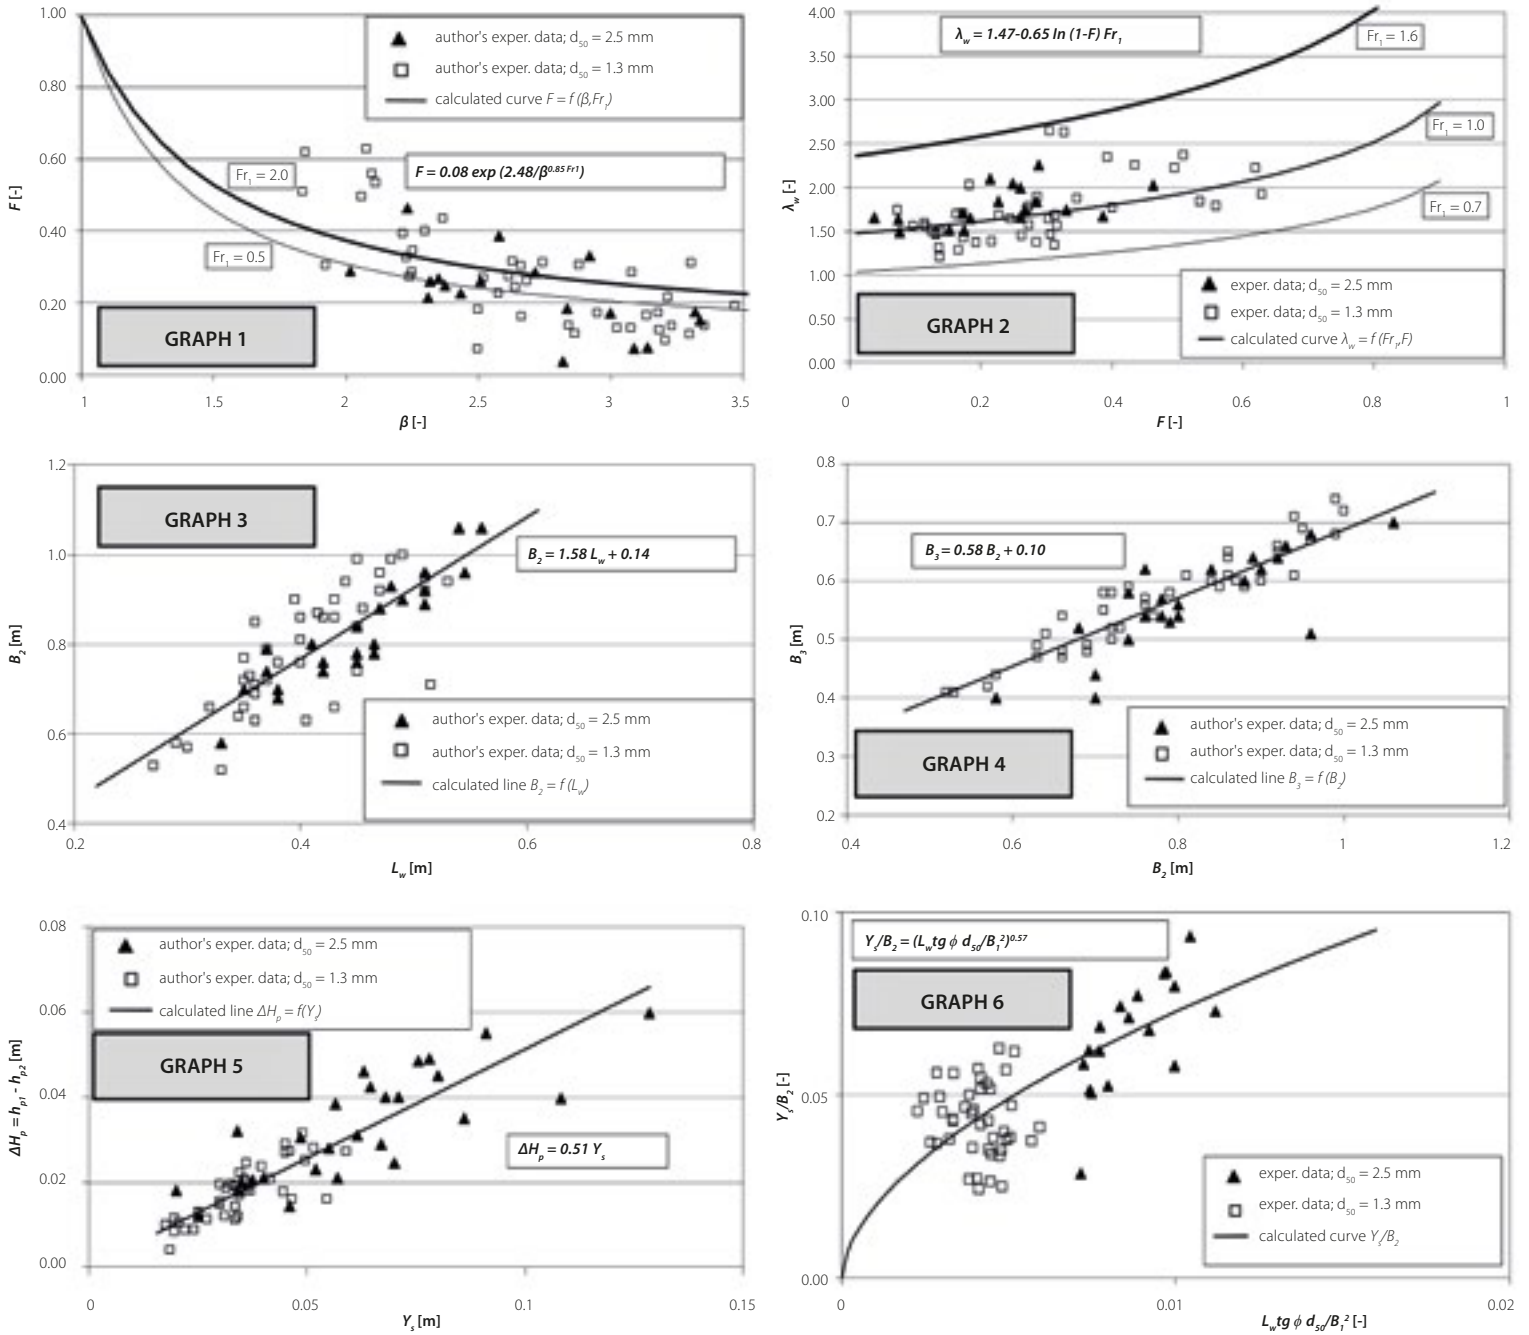 1.00
0.80
0.60
0.40
0.20
0.00
F [-]
author's exper. data; d50 = 2.5 mm
author's exper. data; d50 = 1.3 mm
calculated curve F = f (β,Fr1)
F = 0.08 exp (2.48/β^0.85 Fr1)
Fr1 = 2.0
Fr1 = 0.5
GRAPH 1
1 1.5 2 2.5 3 3.5
β [-]
4.00
3.50
3.00
2.50
2.00
1.50
1.00
0.50
0.00
λw [-]
λw = 1.47-0.65 ln (1-F) Fr1
Fr1 = 1.6
Fr1 = 1.0
Fr1 = 0.7
exper. data; d50 = 2.5 mm
exper. data; d50 = 1.3 mm
calculated curve λw = f (Fr1,F)
GRAPH 2
0 0.2 0.4 0.6 0.8 1
F [-]
1.2
1.0
0.8
0.6
0.4
B2 [m]
GRAPH 3
B2 = 1.58 Lw + 0.14
author's exper. data; d50 = 2.5 mm
author's exper. data; d50 = 1.3 mm
calculated line B2 = f (Lw)
0.2 0.4 0.6 0.8
Lw [m]
0.8
0.7
0.6
0.5
0.4
0.3
0.2
B3 [m]
B3 = 0.58 B2 + 0.10
author's exper. data; d50 = 2.5 mm
author's exper. data; d50 = 1.3 mm
calculated line B3 = f (B2)
GRAPH 4
0.4 0.6 0.8 1 1.2
B2 [m]
0.08
0.06
0.04
0.02
0.00
ΔHp = hp1 - hp2 [m]
author's exper. data; d50 = 2.5 mm
author's exper. data; d50 = 1.3 mm
calculated line ΔHp = f(Ys)
GRAPH 5
ΔHp = 0.51 Ys
0 0.05 0.1 0.15
Ys [m]
0.10
0.05
0.00
Ys/B2 [-]
Ys/B2 = (Lwtg ϕ d50/B1²)^0.57
GRAPH 6
exper. data; d50 = 2.5 mm
exper. data; d50 = 1.3 mm
calculated curve Ys/B2
0 0.01 0.02
Lwtg ϕ d50/B1² [-]